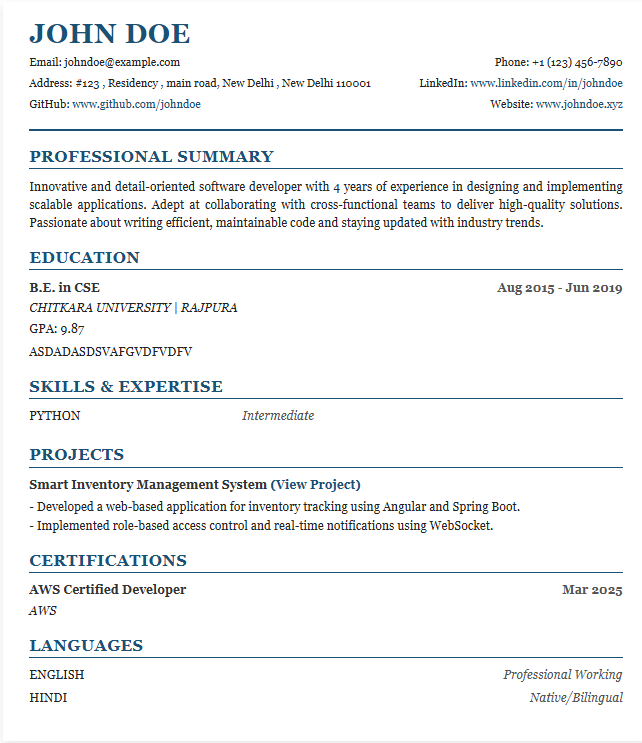 JOHN DOE
Email: johndoe@example.com Phone: +1 (123) 456-7890
Address: #123 , Residency , main road, New Delhi , New Delhi 110001 LinkedIn: www.linkedin.com/in/johndoe
GitHub: www.github.com/johndoe Website: www.johndoe.xyz
PROFESSIONAL SUMMARY
Innovative and detail-oriented software developer with 4 years of experience in designing and implementing
scalable applications. Adept at collaborating with cross-functional teams to deliver high-quality solutions.
Passionate about writing efficient, maintainable code and staying updated with industry trends.
EDUCATION
B.E. in CSE Aug 2015 - Jun 2019
CHITKARA UNIVERSITY | RAJPURA
GPA: 9.87
ASDADASDSVAFGVDFVDFV
SKILLS & EXPERTISE
PYTHON Intermediate
PROJECTS
Smart Inventory Management System (View Project)
- Developed a web-based application for inventory tracking using Angular and Spring Boot.
- Implemented role-based access control and real-time notifications using WebSocket.
CERTIFICATIONS
AWS Certified Developer Mar 2025
AWS
LANGUAGES
ENGLISH Professional Working
HINDI Native/Bilingual